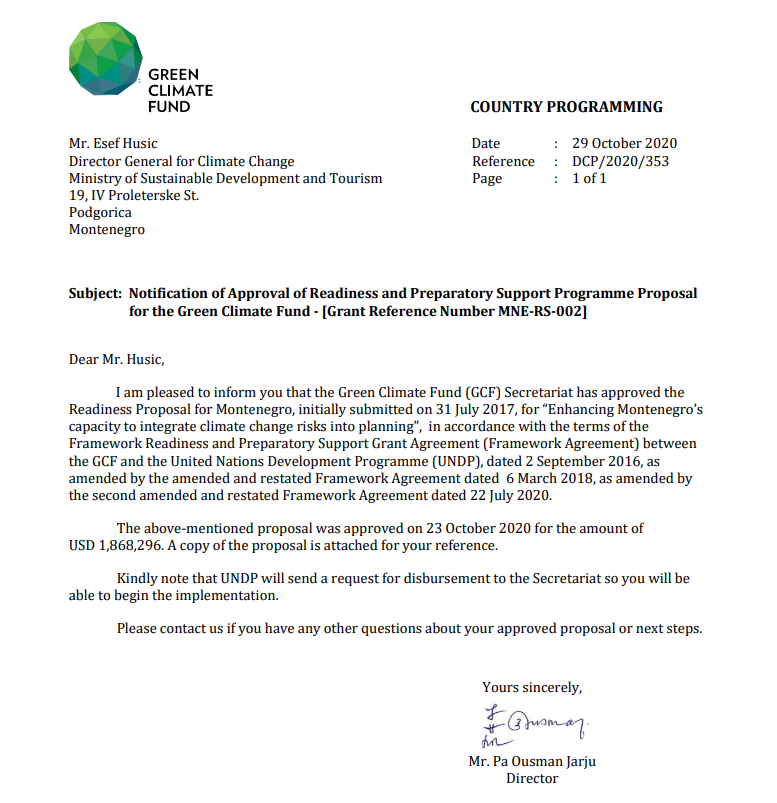 GREEN
CLIMATE
FUND
COUNTRY PROGRAMMING
Mr. Esef Husic
Director General for Climate Change
Ministry of Sustainable Development and Tourism
19, IV Proleterske St.
Podgorica
Montenegro
Date : 29 October 2020
Reference : DCP/2020/353
Page : 1 of 1
Subject: Notification of Approval of Readiness and Preparatory Support Programme Proposal
for the Green Climate Fund - [Grant Reference Number MNE-RS-002]
Dear Mr. Husic,
I am pleased to inform you that the Green Climate Fund (GCF) Secretariat has approved the
Readiness Proposal for Montenegro, initially submitted on 31 July 2017, for “Enhancing Montenegro’s
capacity to integrate climate change risks into planning”, in accordance with the terms of the
Framework Readiness and Preparatory Support Grant Agreement (Framework Agreement) between
the GCF and the United Nations Development Programme (UNDP), dated 2 September 2016, as
amended by the amended and restated Framework Agreement dated 6 March 2018, as amended by
the second amended and restated Framework Agreement dated 22 July 2020.
The above-mentioned proposal was approved on 23 October 2020 for the amount of
USD 1,868,296. A copy of the proposal is attached for your reference.
Kindly note that UNDP will send a request for disbursement to the Secretariat so you will be
able to begin the implementation.
Please contact us if you have any other questions about your approved proposal or next steps.
Yours sincerely,
Mr. Pa Ousman Jarju
Director